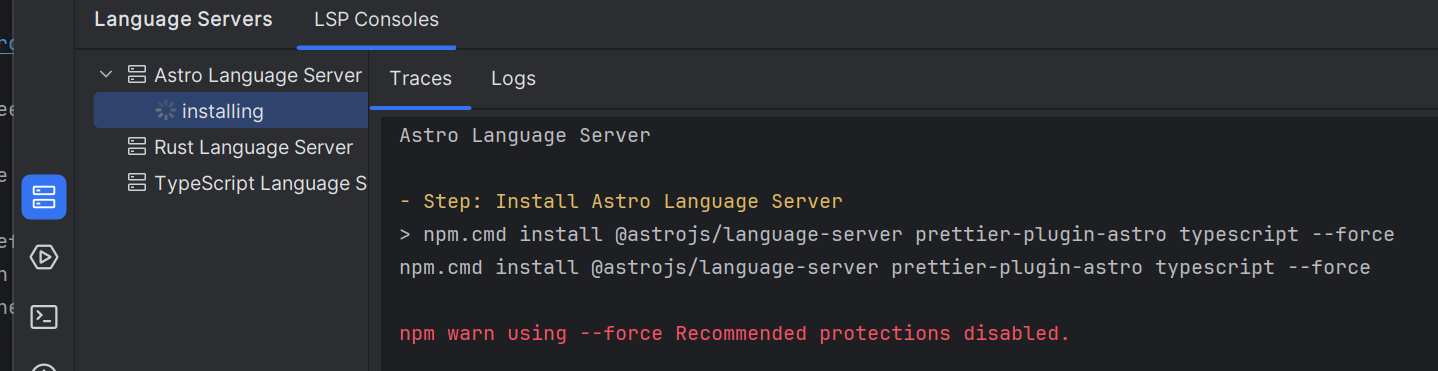 Language Servers LSP Consoles
Astro Language Server
installing
Rust Language Server
TypeScript Language S
Traces Logs
Astro Language Server
- Step: Install Astro Language Server
> npm.cmd install @astrojs/language-server prettier-plugin-astro typescript --force
npm.cmd install @astrojs/language-server prettier-plugin-astro typescript --force
npm warn using --force Recommended protections disabled.